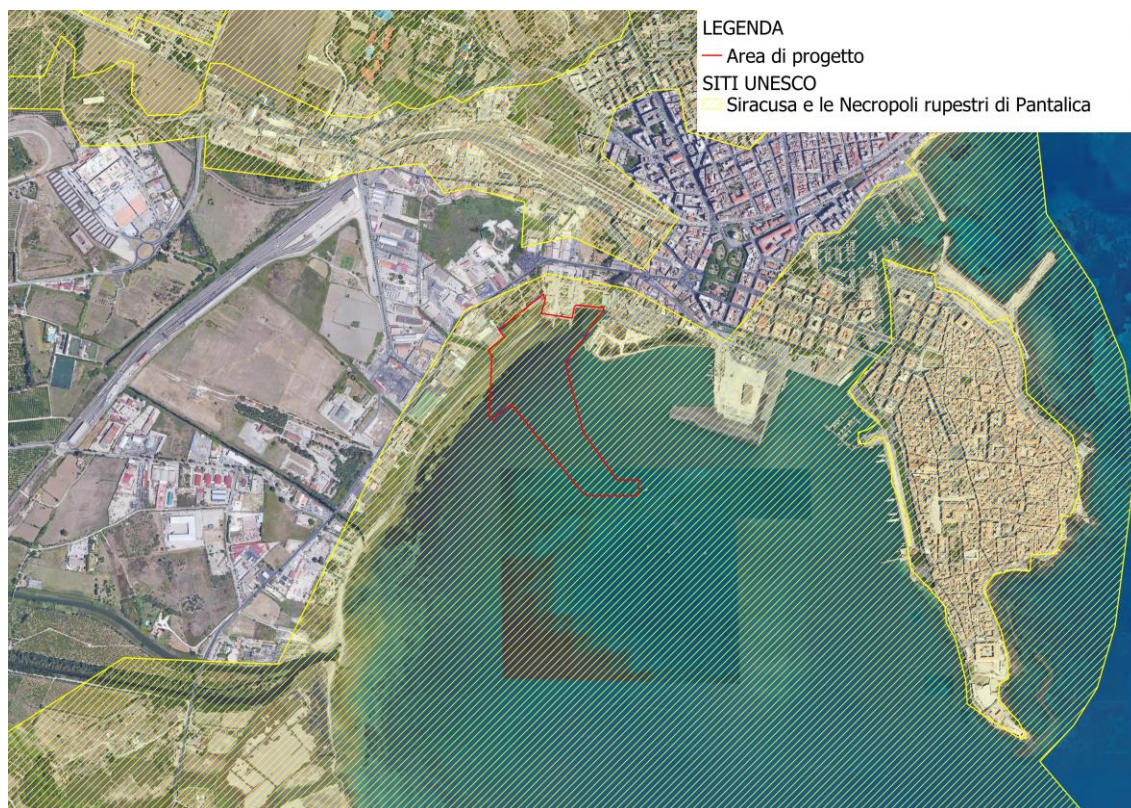 LEGENDA
Area di progetto
SITI UNESCO
Siracusa e le Necropoli rupestri di Pantalica